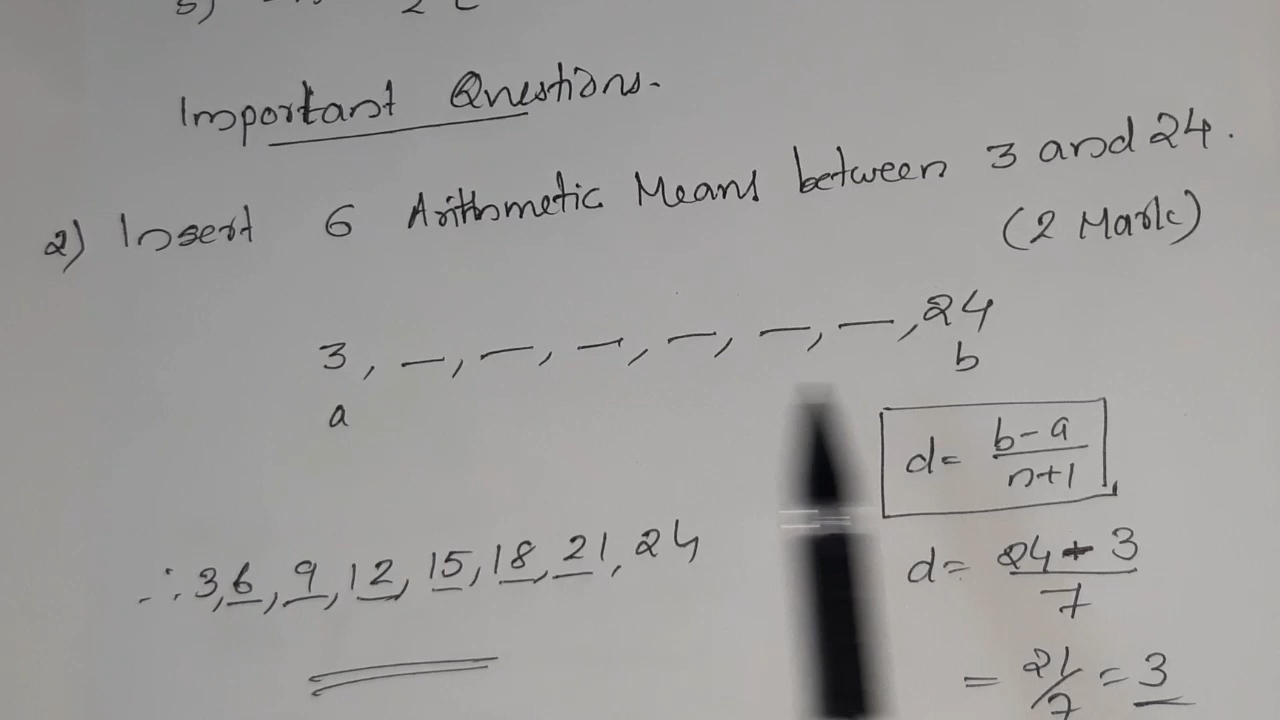 Important Questions.
2) Insert 6 Arithmetic Means between 3 and 24.
(2 Mark)
3, —, —, —, —, —, —, 24
a b
d = b-a / n+1
∴ 3, 6, 9, 12, 15, 18, 21, 24
d = 24 - 3 / 7
= 21/7 = 3